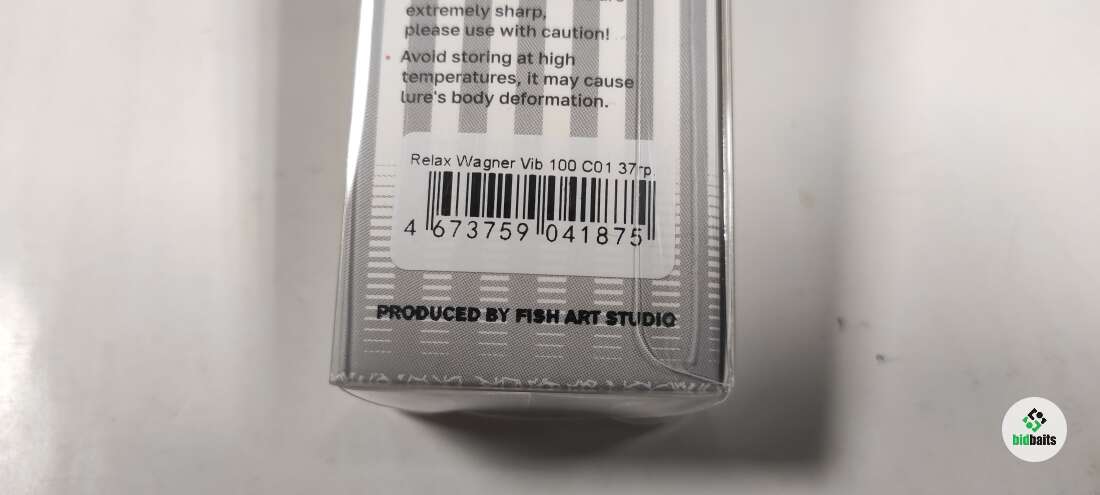 extremely sharp,
please use with caution!
• Avoid storing at high
temperatures, it may cause
lure's body deformation.
Relax Wagner Vib 100 C01 37гр.
4 673759 041875
PRODUCED BY FISH ART STUDIO
bidbaits